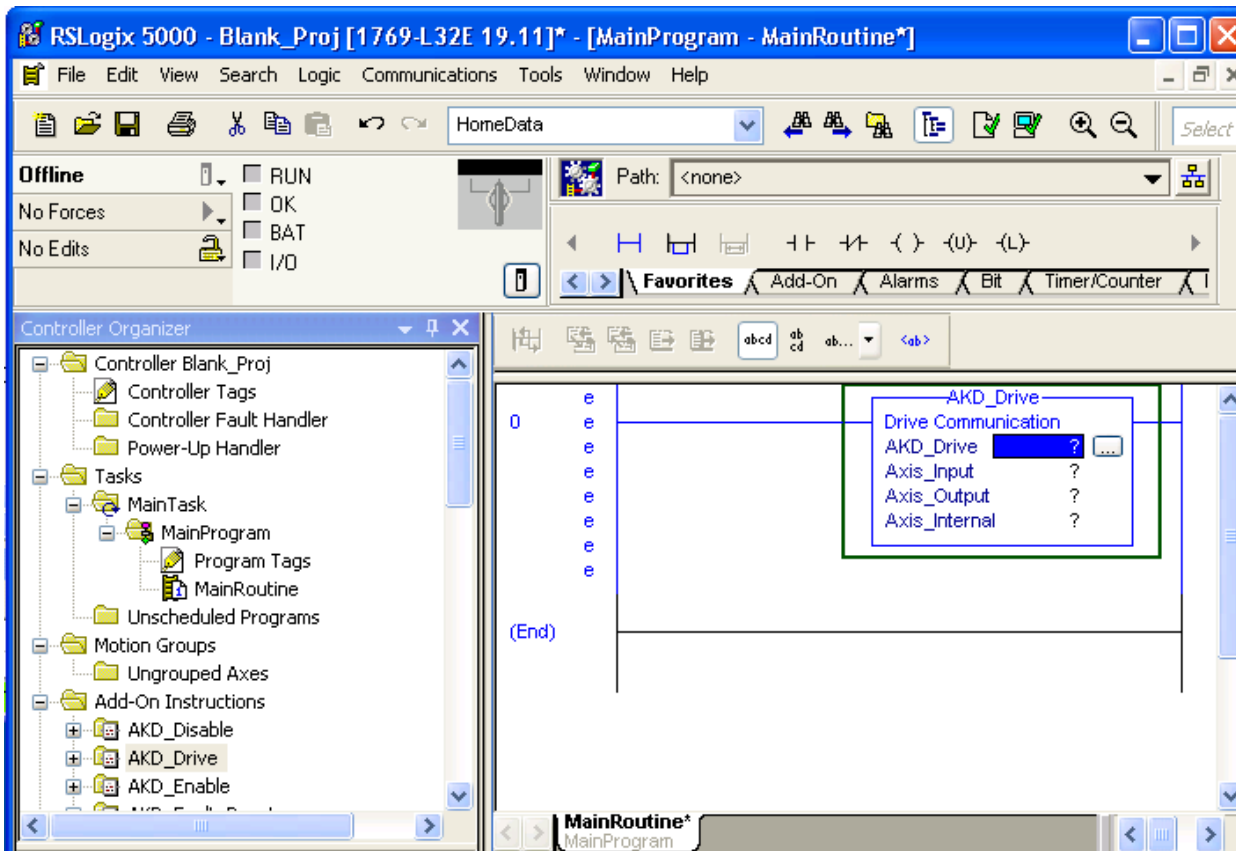 RSLogix 5000 - Blank_Proj [1769-L32E 19.11]* - [MainProgram - MainRoutine*]
File Edit View Search Logic Communications Tools Window Help
HomeData
Select
Offline
RUN
No Forces
OK
No Edits
BAT
I/O
Path: <none>
(U) (L)
Favorites Add-On Alarms Bit Timer/Counter
Controller Organizer
Controller Blank_Proj
Controller Tags
Controller Fault Handler
Power-Up Handler
Tasks
MainTask
MainProgram
Program Tags
MainRoutine
Unscheduled Programs
Motion Groups
Ungrouped Axes
Add-On Instructions
AKD_Disable
AKD_Drive
AKD_Enable
abcd ab cd ab... <ab>
0
e
e
e
e
e
e
e
e
AKD_Drive
Drive Communication
AKD_Drive ? ...
Axis_Input ?
Axis_Output ?
Axis_Internal ?
(End)
MainRoutine*
MainProgram